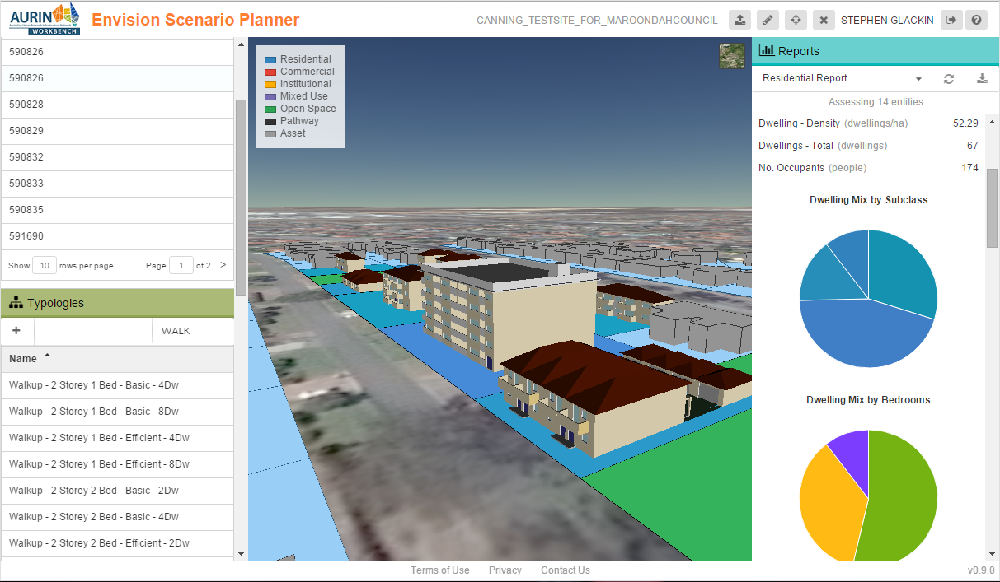 AURIN
Australian Urban Research Infrastructure Network
WORKBENCH
Envision Scenario Planner
CANNING_TESTSITE_FOR_MAROONDAHCOUNCIL
STEPHEN GLACKIN
590826
590826
590828
590829
590832
590833
590835
591690
Show 10 rows per page Page 1 of 2 >
Typologies
+ WALK
Name
Walkup - 2 Storey 1 Bed - Basic - 4Dw
Walkup - 2 Storey 1 Bed - Basic - 8Dw
Walkup - 2 Storey 1 Bed - Efficient - 4Dw
Walkup - 2 Storey 1 Bed - Efficient - 8Dw
Walkup - 2 Storey 2 Bed - Basic - 2Dw
Walkup - 2 Storey 2 Bed - Basic - 4Dw
Walkup - 2 Storey 2 Bed - Efficient - 2Dw
Residential
Commercial
Institutional
Mixed Use
Open Space
Pathway
Asset
Reports
Residential Report
Assessing 14 entities
Dwelling - Density (dwellings/ha) 52.29
Dwellings - Total (dwellings) 67
No. Occupants (people) 174
Dwelling Mix by Subclass
Dwelling Mix by Bedrooms
Terms of Use Privacy Contact Us
v0.9.0